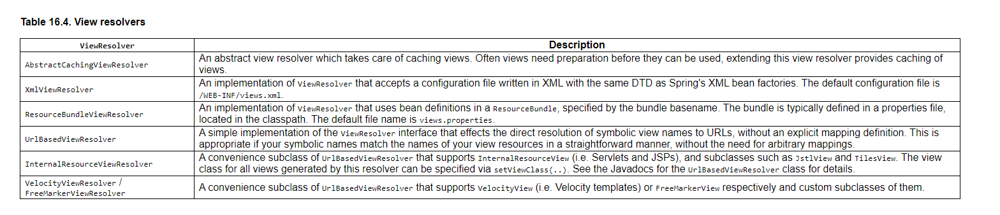 Table 16.4. View resolvers
ViewResolver Description
AbstractCachingViewResolver
An abstract view resolver which takes care of caching views. Often views need preparation before they can be used, extending this view resolver provides caching of
views.
XmlViewResolver
An implementation of ViewResolver that accepts a configuration file written in XML with the same DTD as Spring's XML bean factories. The default configuration file is
/WEB-INF/views.xml.
ResourceBundleViewResolver
An implementation of ViewResolver that uses bean definitions in a ResourceBundle, specified by the bundle basename. The bundle is typically defined in a properties file,
located in the classpath. The default file name is views.properties.
UrlBasedViewResolver
A simple implementation of the ViewResolver interface that effects the direct resolution of symbolic view names to URLs, without an explicit mapping definition. This is
appropriate if your symbolic names match the names of your view resources in a straightforward manner, without the need for arbitrary mappings.
InternalResourceViewResolver
A convenience subclass of UrlBasedViewResolver that supports InternalResourceView (i.e. Servlets and JSPs), and subclasses such as JstlView and TilesView. The view
class for all views generated by this resolver can be specified via setViewClass(..). See the Javadocs for the UrlBasedViewResolver class for details.
VelocityViewResolver /
FreeMarkerViewResolver
A convenience subclass of UrlBasedViewResolver that supports VelocityView (i.e. Velocity templates) or FreeMarkerView respectively and custom subclasses of them.